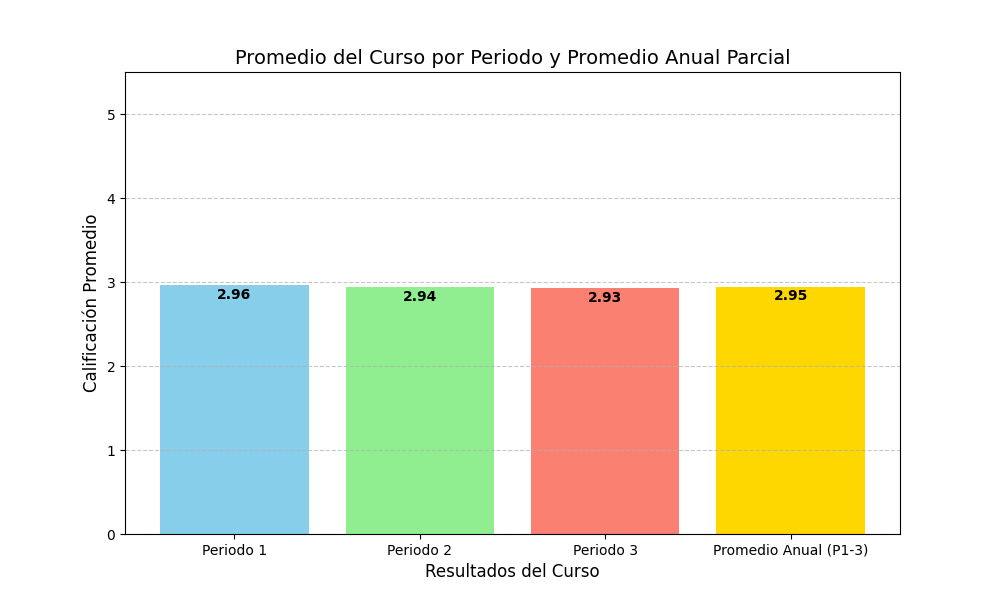 Promedio del Curso por Periodo y Promedio Anual Parcial
Calificación Promedio
5
4
3
2
1
0
2.96
2.94
2.93
2.95
Periodo 1
Periodo 2
Periodo 3
Promedio Anual (P1-3)
Resultados del Curso